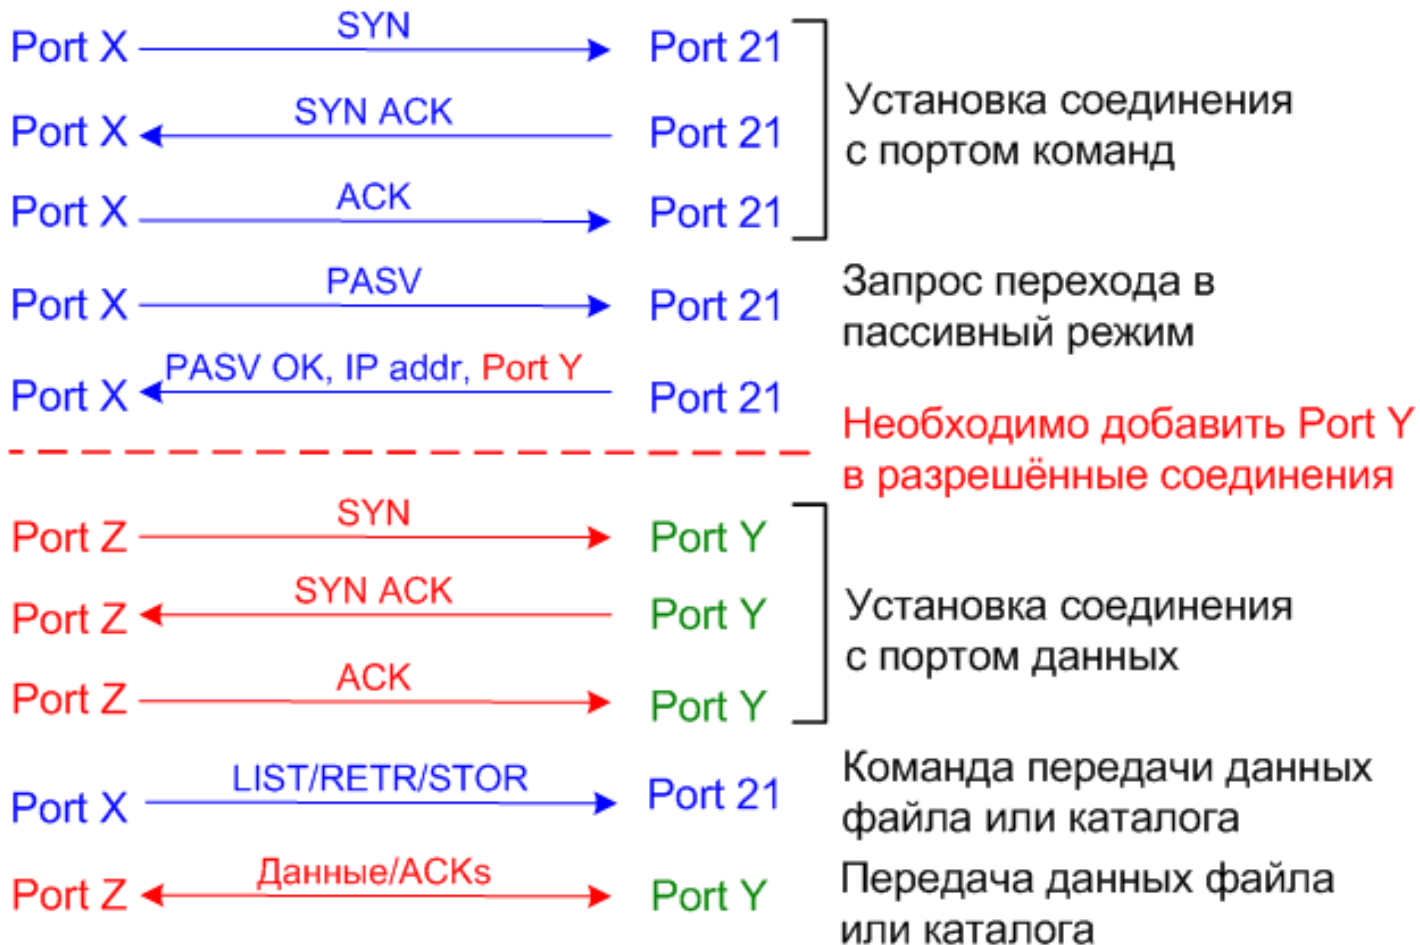 SYN
Port X Port 21
SYN ACK
Port X Port 21
Установка соединения
с портом команд
ACK
Port X Port 21
PASV
Port X Port 21
Запрос перехода в
пассивный режим
PASV OK, IP addr, Port Y
Port X Port 21
Необходимо добавить Port Y
в разрешённые соединения
SYN
Port Z Port Y
SYN ACK
Port Z Port Y
Установка соединения
с портом данных
ACK
Port Z Port Y
LIST/RETR/STOR
Port X Port 21
Команда передачи данных
файла или каталога
Данные/ACKs
Port Z Port Y
Передача данных файла
или каталога